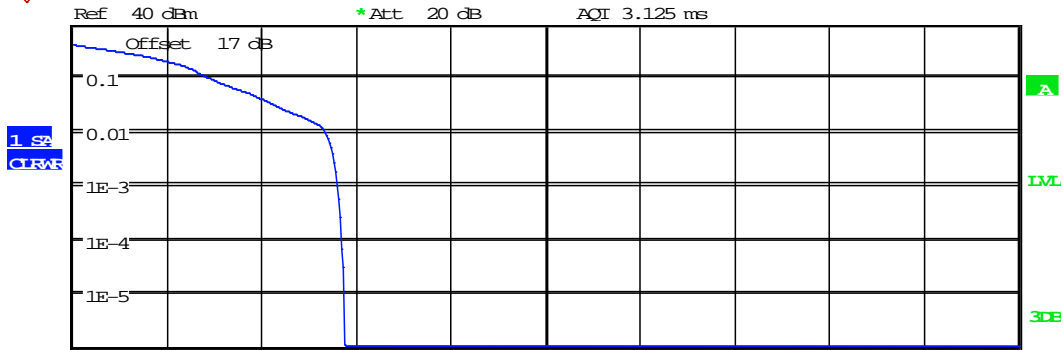 Ref 40 dBm *Att 20 dB AQT 3.125 ms
Offset 17 dB
0.1
A
1 SA
CLRWR
0.01
1E-3
LVL
1E-4
1E-5
3DB